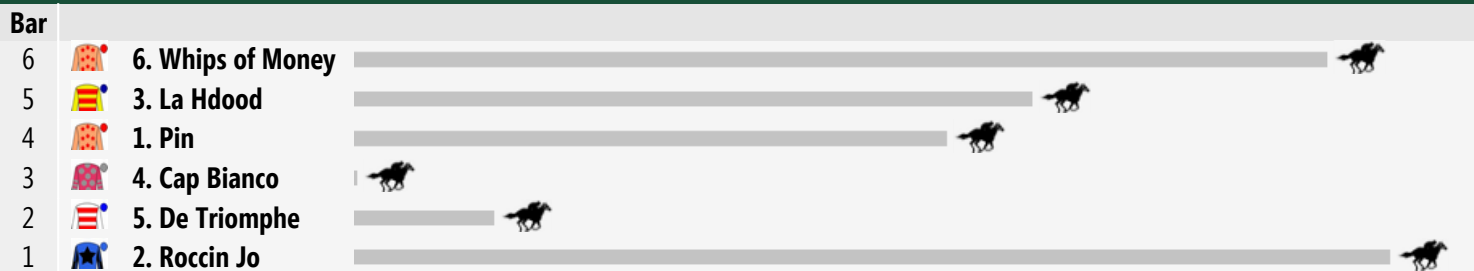 Bar
6 6. Whips of Money
5 3. La Hdood
4 1. Pin
3 4. Cap Bianco
2 5. De Triomphe
1 2. Roccin Jo